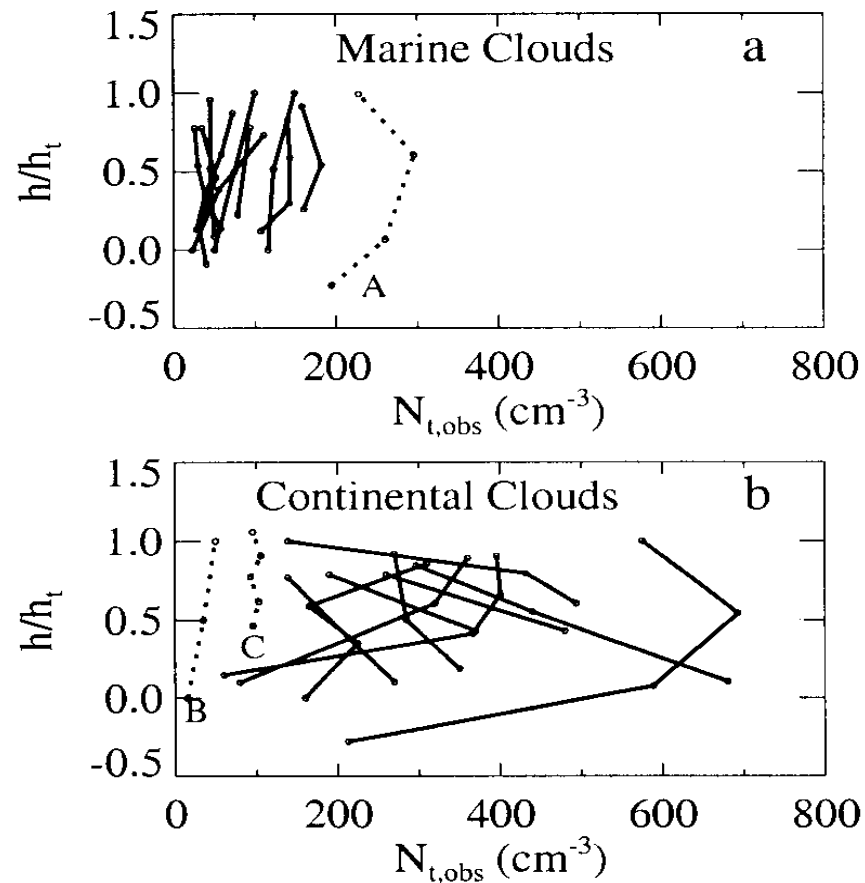 1.5
Marine Clouds a
1.0
0.5
0.0
-0.5
h/h_t
A
0 200 400 600 800
N_t,obs (cm^-3)
1.5
Continental Clouds b
1.0
0.5
0.0
-0.5
h/h_t
C
B
0 200 400 600 800
N_t,obs (cm^-3)